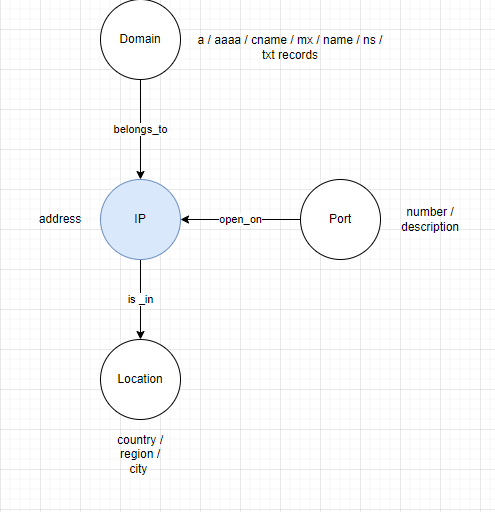 Domain
a / aaaa / cname / mx / name / ns /
txt records
belongs_to
address
IP
open_on
Port
number /
description
is _in
Location
country /
region /
city